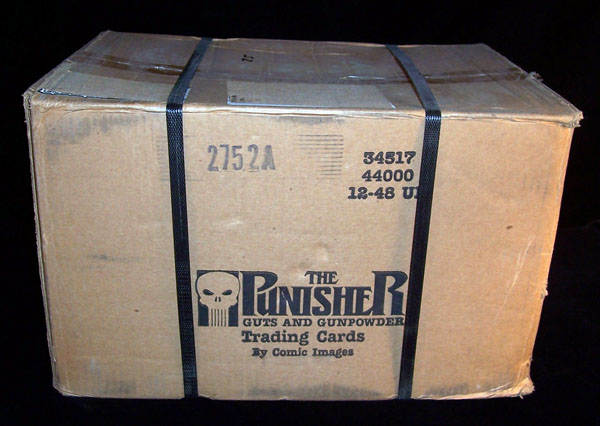 2752A
34517
44000
12-48 U
THE
PUNISHER
GUTS AND GUNPOWDER
Trading Cards
By Comic Images